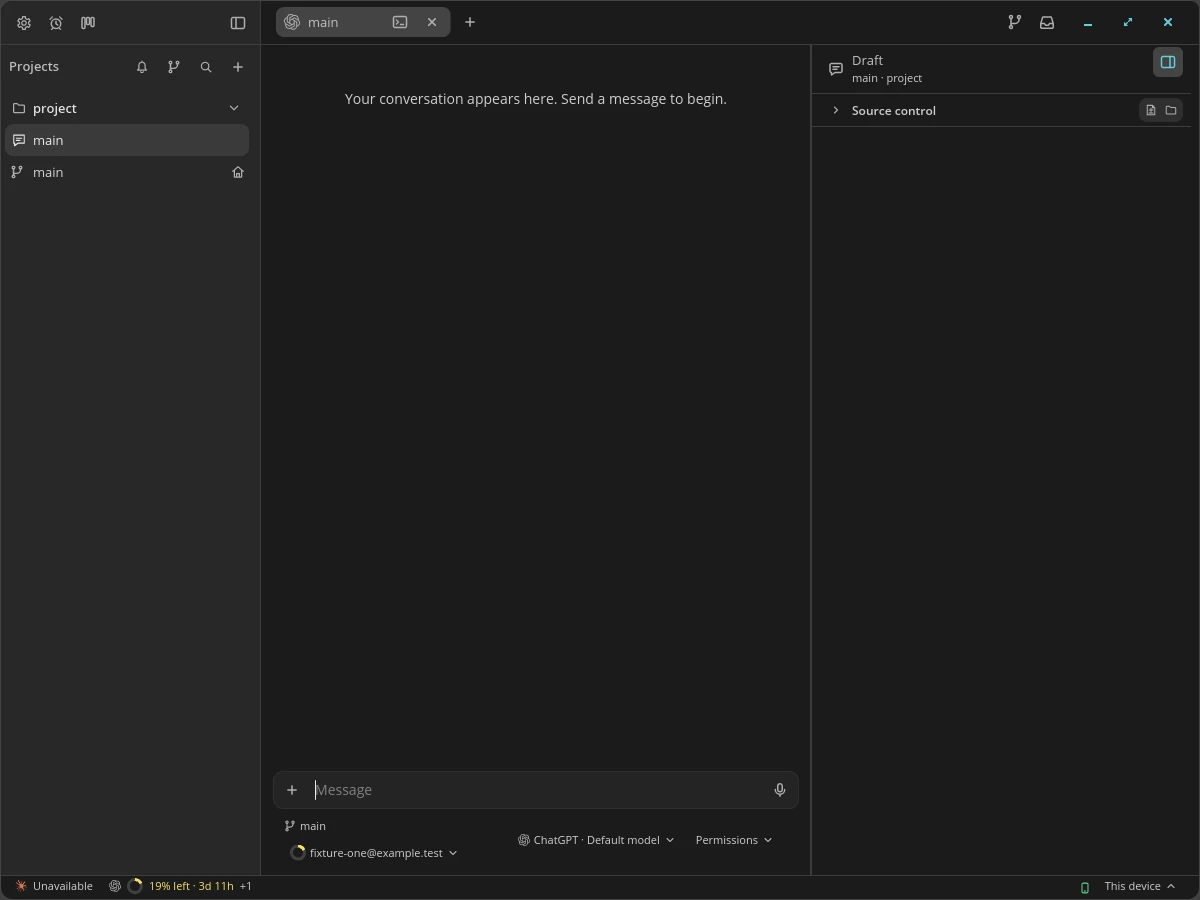 main
Projects
project
main
main
Your conversation appears here. Send a message to begin.
Draft
main · project
Source control
Message
main
fixture-one@example.test
ChatGPT · Default model
Permissions
Unavailable
19% left · 3d 11h +1
This device